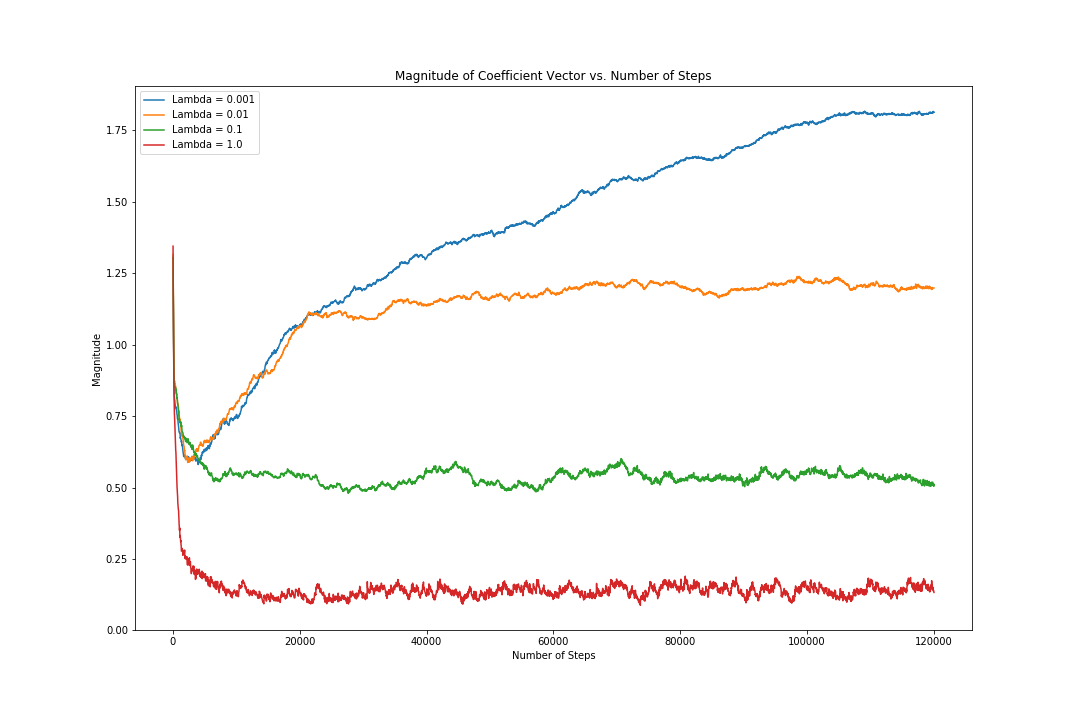 Magnitude of Coefficient Vector vs. Number of Steps
Lambda = 0.001
Lambda = 0.01
Lambda = 0.1
Lambda = 1.0
1.75
1.50
1.25
1.00
0.75
0.50
0.25
0.00
Magnitude
0 20000 40000 60000 80000 100000 120000
Number of Steps